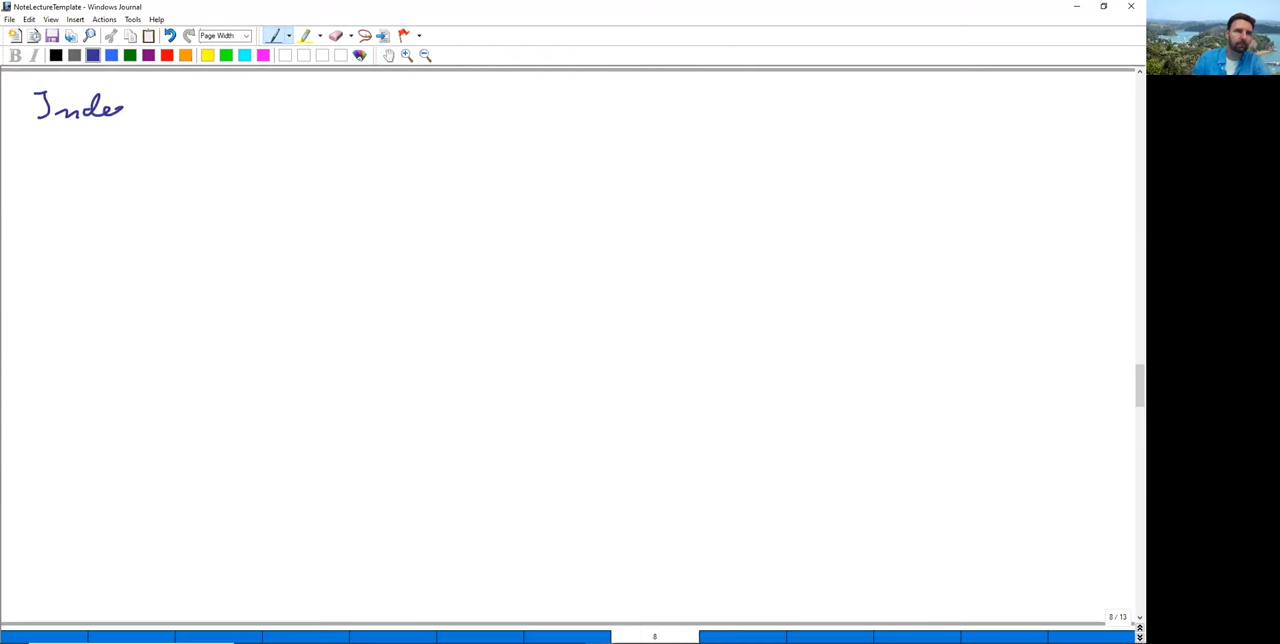 NoteLectureTemplate - Windows Journal
File Edit View Insert Actions Tools Help
Page Width
B I
Inde
8 / 13
8